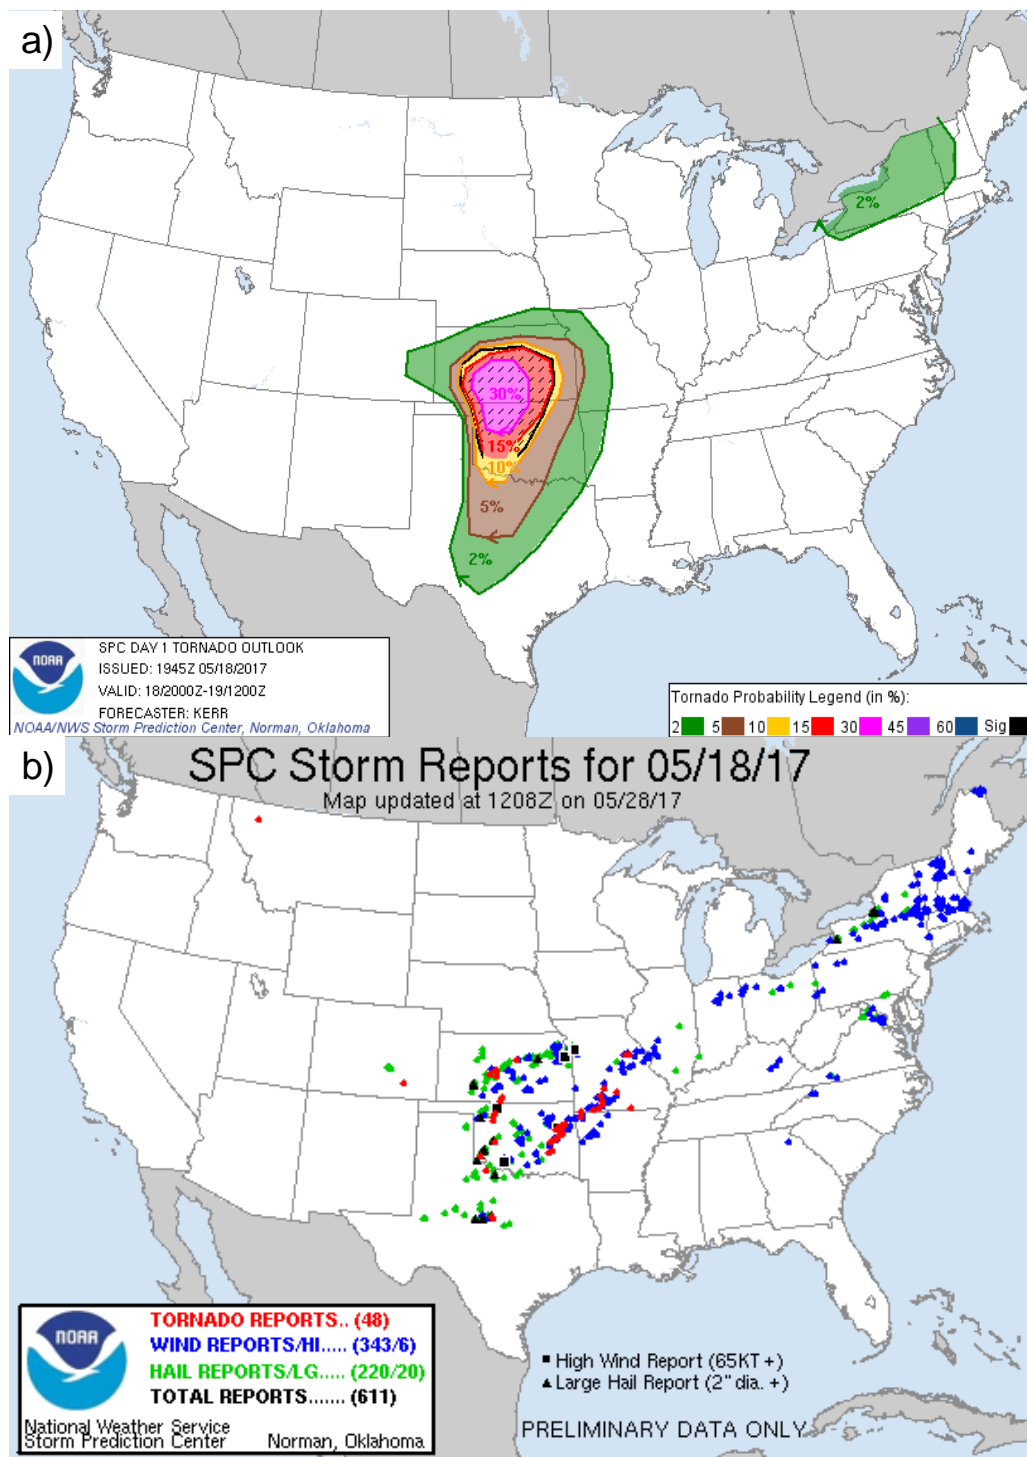 a)
2%
30%
15%
10%
5%
2%
NOAA
SPC DAY 1 TORNADO OUTLOOK
ISSUED: 1945Z 05/18/2017
VALID: 18/2000Z-19/1200Z
FORECASTER: KERR
NOAA/NWS Storm Prediction Center, Norman, Oklahoma
Tornado Probability Legend (in %):
2 5 10 15 30 45 60 Sig
b)
SPC Storm Reports for 05/18/17
Map updated at 1208Z on 05/28/17
NOAA
TORNADO REPORTS.. (48)
WIND REPORTS/HI..... (343/6)
HAIL REPORTS/LG..... (220/20)
TOTAL REPORTS....... (611)
National Weather Service
Storm Prediction Center Norman, Oklahoma
High Wind Report (65KT +)
Large Hail Report (2" dia. +)
PRELIMINARY DATA ONLY